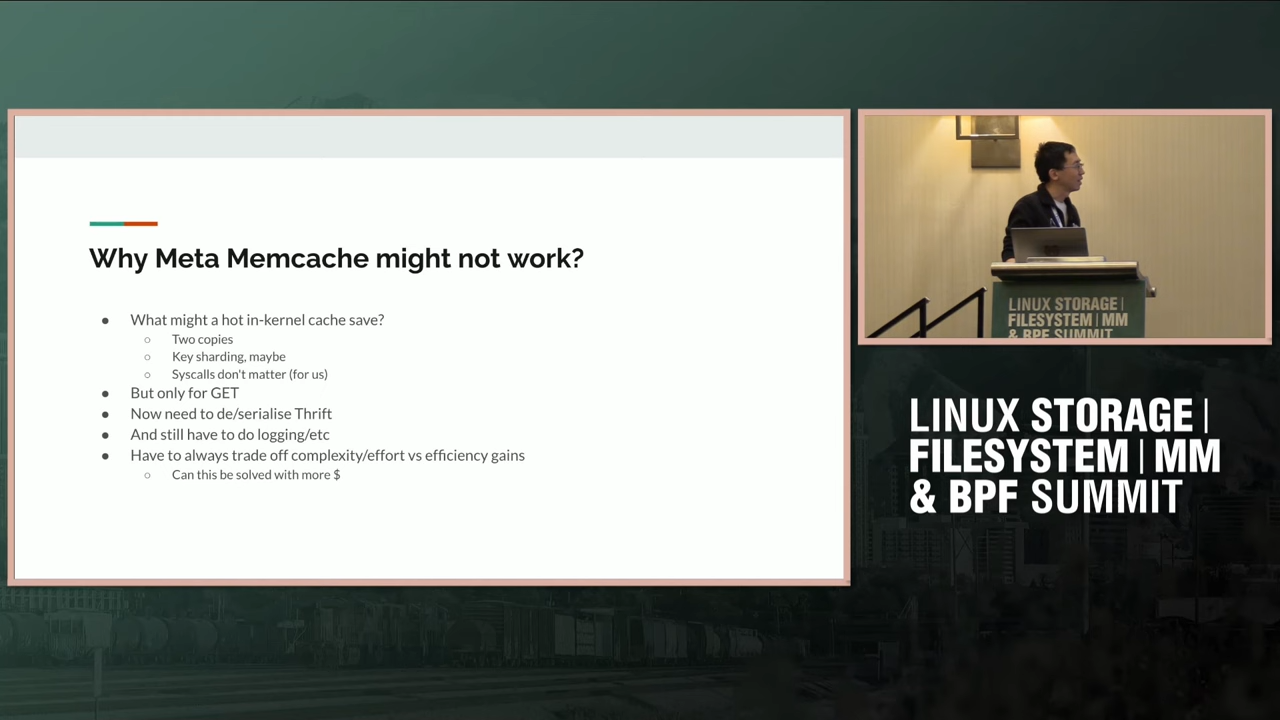 Why Meta Memcache might not work?
● What might a hot in-kernel cache save?
○ Two copies
○ Key sharding, maybe
○ Syscalls don't matter (for us)
● But only for GET
● Now need to de/serialise Thrift
● And still have to do logging/etc
● Have to always trade off complexity/effort vs efficiency gains
○ Can this be solved with more $
LINUX STORAGE |
FILESYSTEM | MM
& BPF SUMMIT
LINUX STORAGE |
FILESYSTEM | MM
& BPF SUMMIT